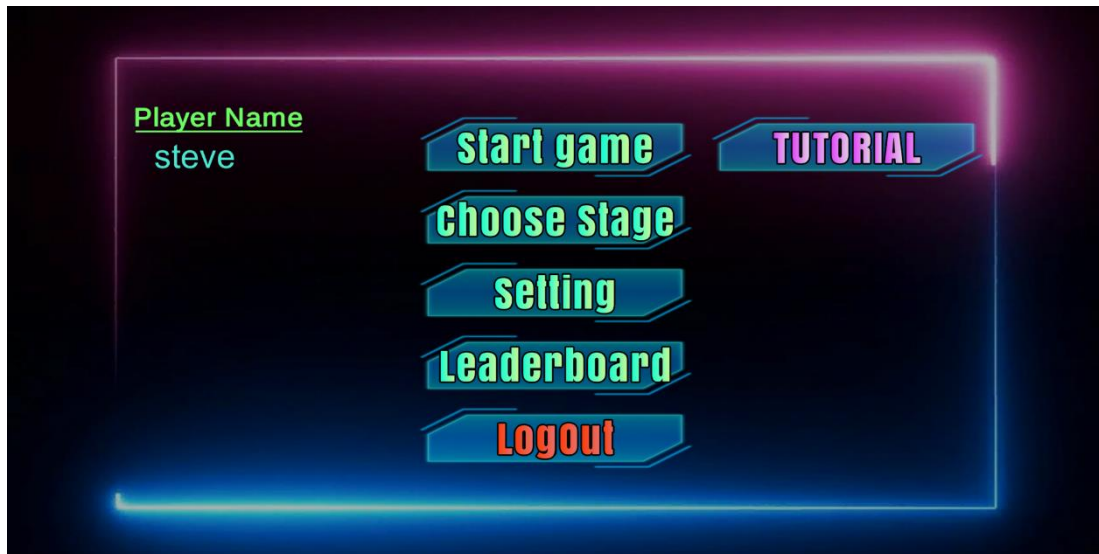 Player Name
steve
Start game
TUTORIAL
Choose Stage
Setting
Leaderboard
Logout